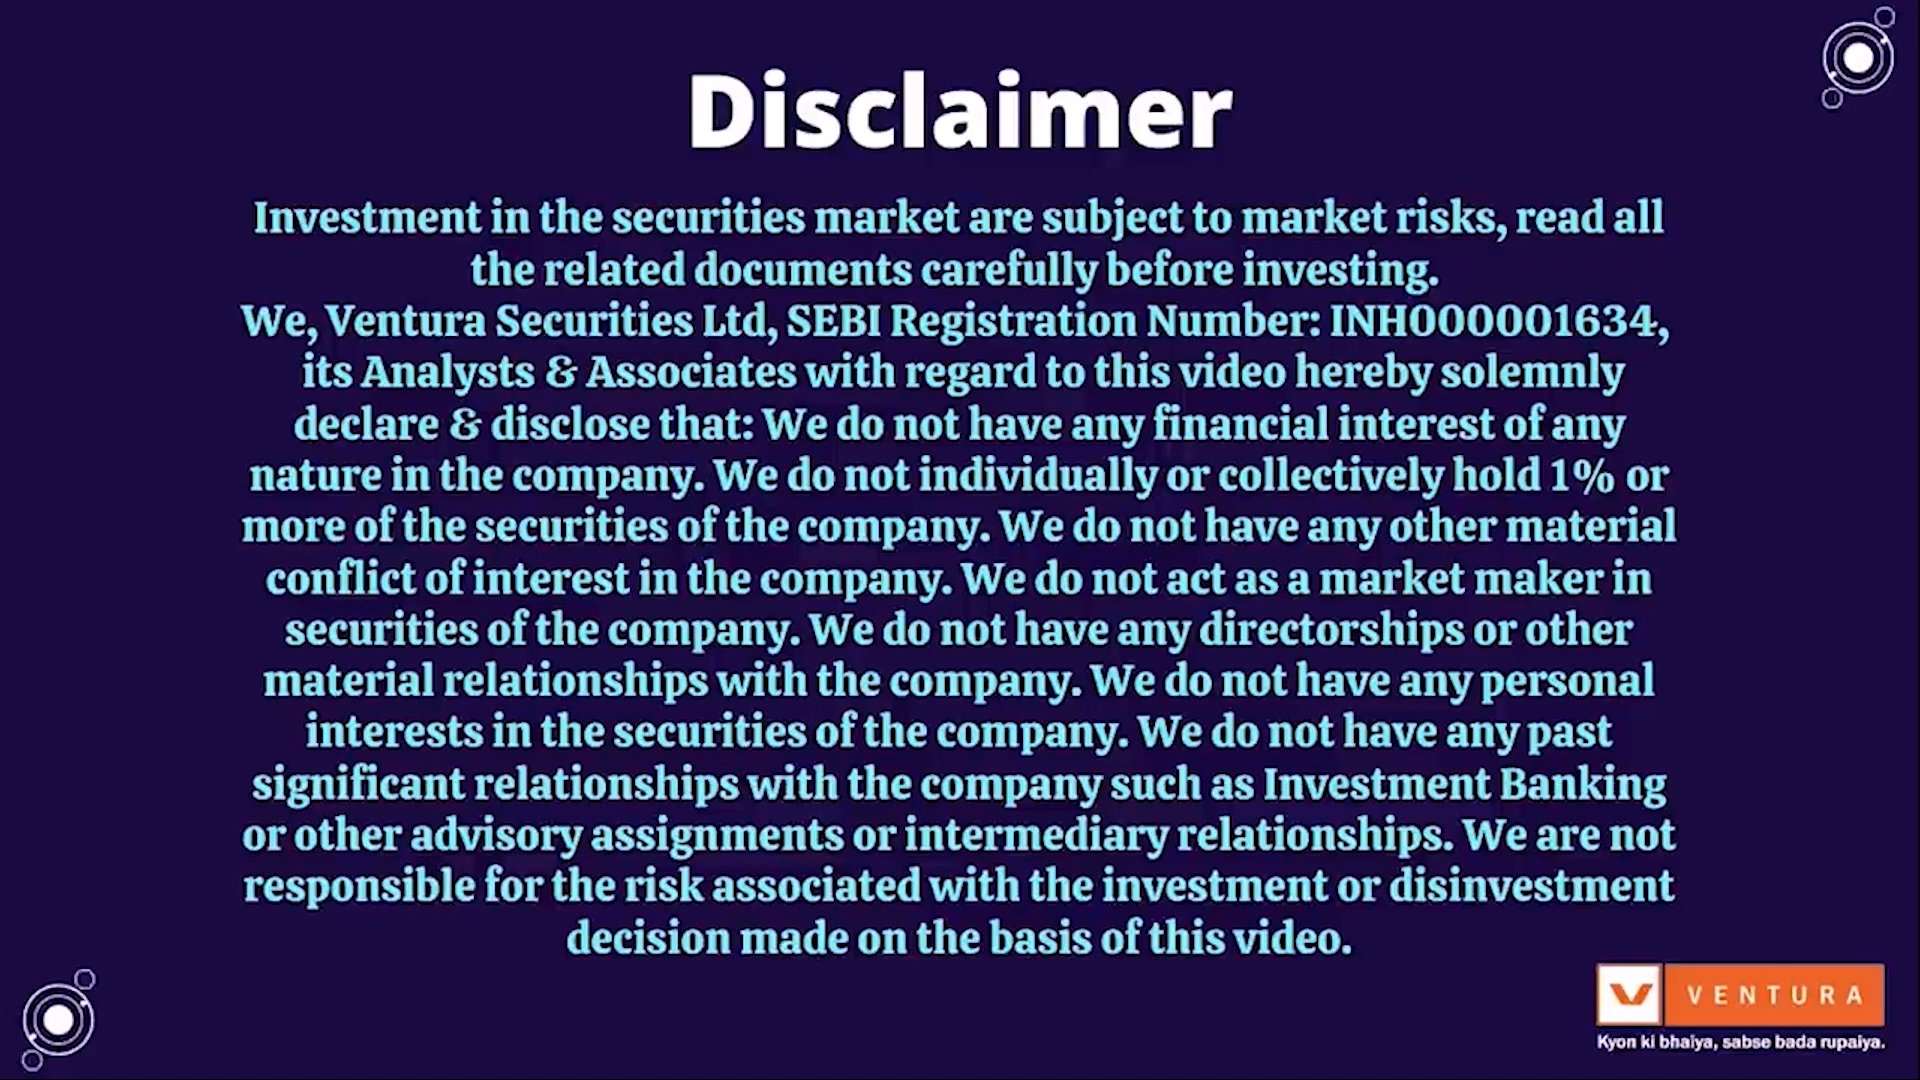 Disclaimer
Investment in the securities market are subject to market risks, read all
the related documents carefully before investing.
We, Ventura Securities Ltd, SEBI Registration Number: INH000001634,
its Analysts & Associates with regard to this video hereby solemnly
declare & disclose that: We do not have any financial interest of any
nature in the company. We do not individually or collectively hold 1% or
more of the securities of the company. We do not have any other material
conflict of interest in the company. We do not act as a market maker in
securities of the company. We do not have any directorships or other
material relationships with the company. We do not have any personal
interests in the securities of the company. We do not have any past
significant relationships with the company such as Investment Banking
or other advisory assignments or intermediary relationships. We are not
responsible for the risk associated with the investment or disinvestment
decision made on the basis of this video.
VENTURA
Kyon ki bhaiya, sabse bada rupaiya.